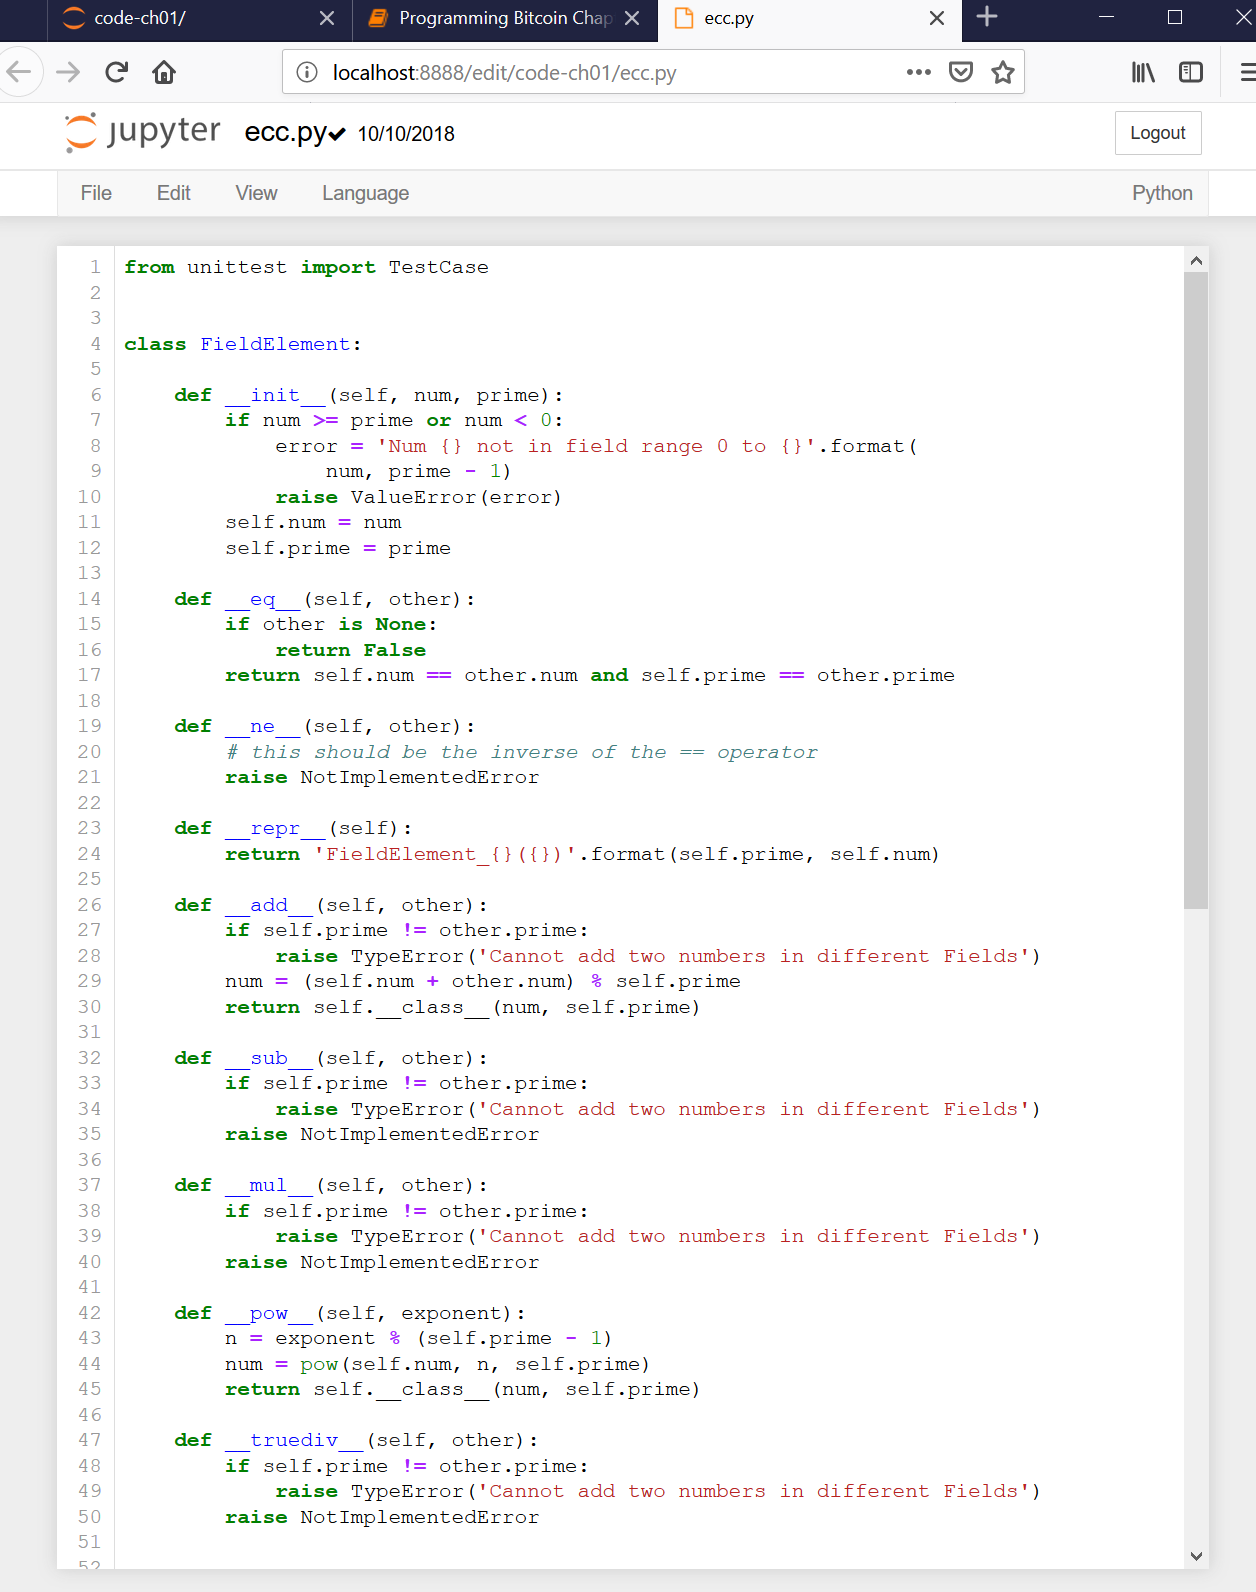 code-ch01/
Programming Bitcoin Chap
ecc.py
localhost:8888/edit/code-ch01/ecc.py
jupyter ecc.py 10/10/2018 Logout
File Edit View Language Python
1 from unittest import TestCase
2
3
4 class FieldElement:
5
6     def __init__(self, num, prime):
7         if num >= prime or num < 0:
8             error = 'Num {} not in field range 0 to {}'.format(
9                 num, prime - 1)
10             raise ValueError(error)
11         self.num = num
12         self.prime = prime
13
14     def __eq__(self, other):
15         if other is None:
16             return False
17         return self.num == other.num and self.prime == other.prime
18
19     def __ne__(self, other):
20         # this should be the inverse of the == operator
21         raise NotImplementedError
22
23     def __repr__(self):
24         return 'FieldElement_{}({})'.format(self.prime, self.num)
25
26     def __add__(self, other):
27         if self.prime != other.prime:
28             raise TypeError('Cannot add two numbers in different Fields')
29         num = (self.num + other.num) % self.prime
30         return self.__class__(num, self.prime)
31
32     def __sub__(self, other):
33         if self.prime != other.prime:
34             raise TypeError('Cannot add two numbers in different Fields')
35         raise NotImplementedError
36
37     def __mul__(self, other):
38         if self.prime != other.prime:
39             raise TypeError('Cannot add two numbers in different Fields')
40         raise NotImplementedError
41
42     def __pow__(self, exponent):
43         n = exponent % (self.prime - 1)
44         num = pow(self.num, n, self.prime)
45         return self.__class__(num, self.prime)
46
47     def __truediv__(self, other):
48         if self.prime != other.prime:
49             raise TypeError('Cannot add two numbers in different Fields')
50         raise NotImplementedError
51
52